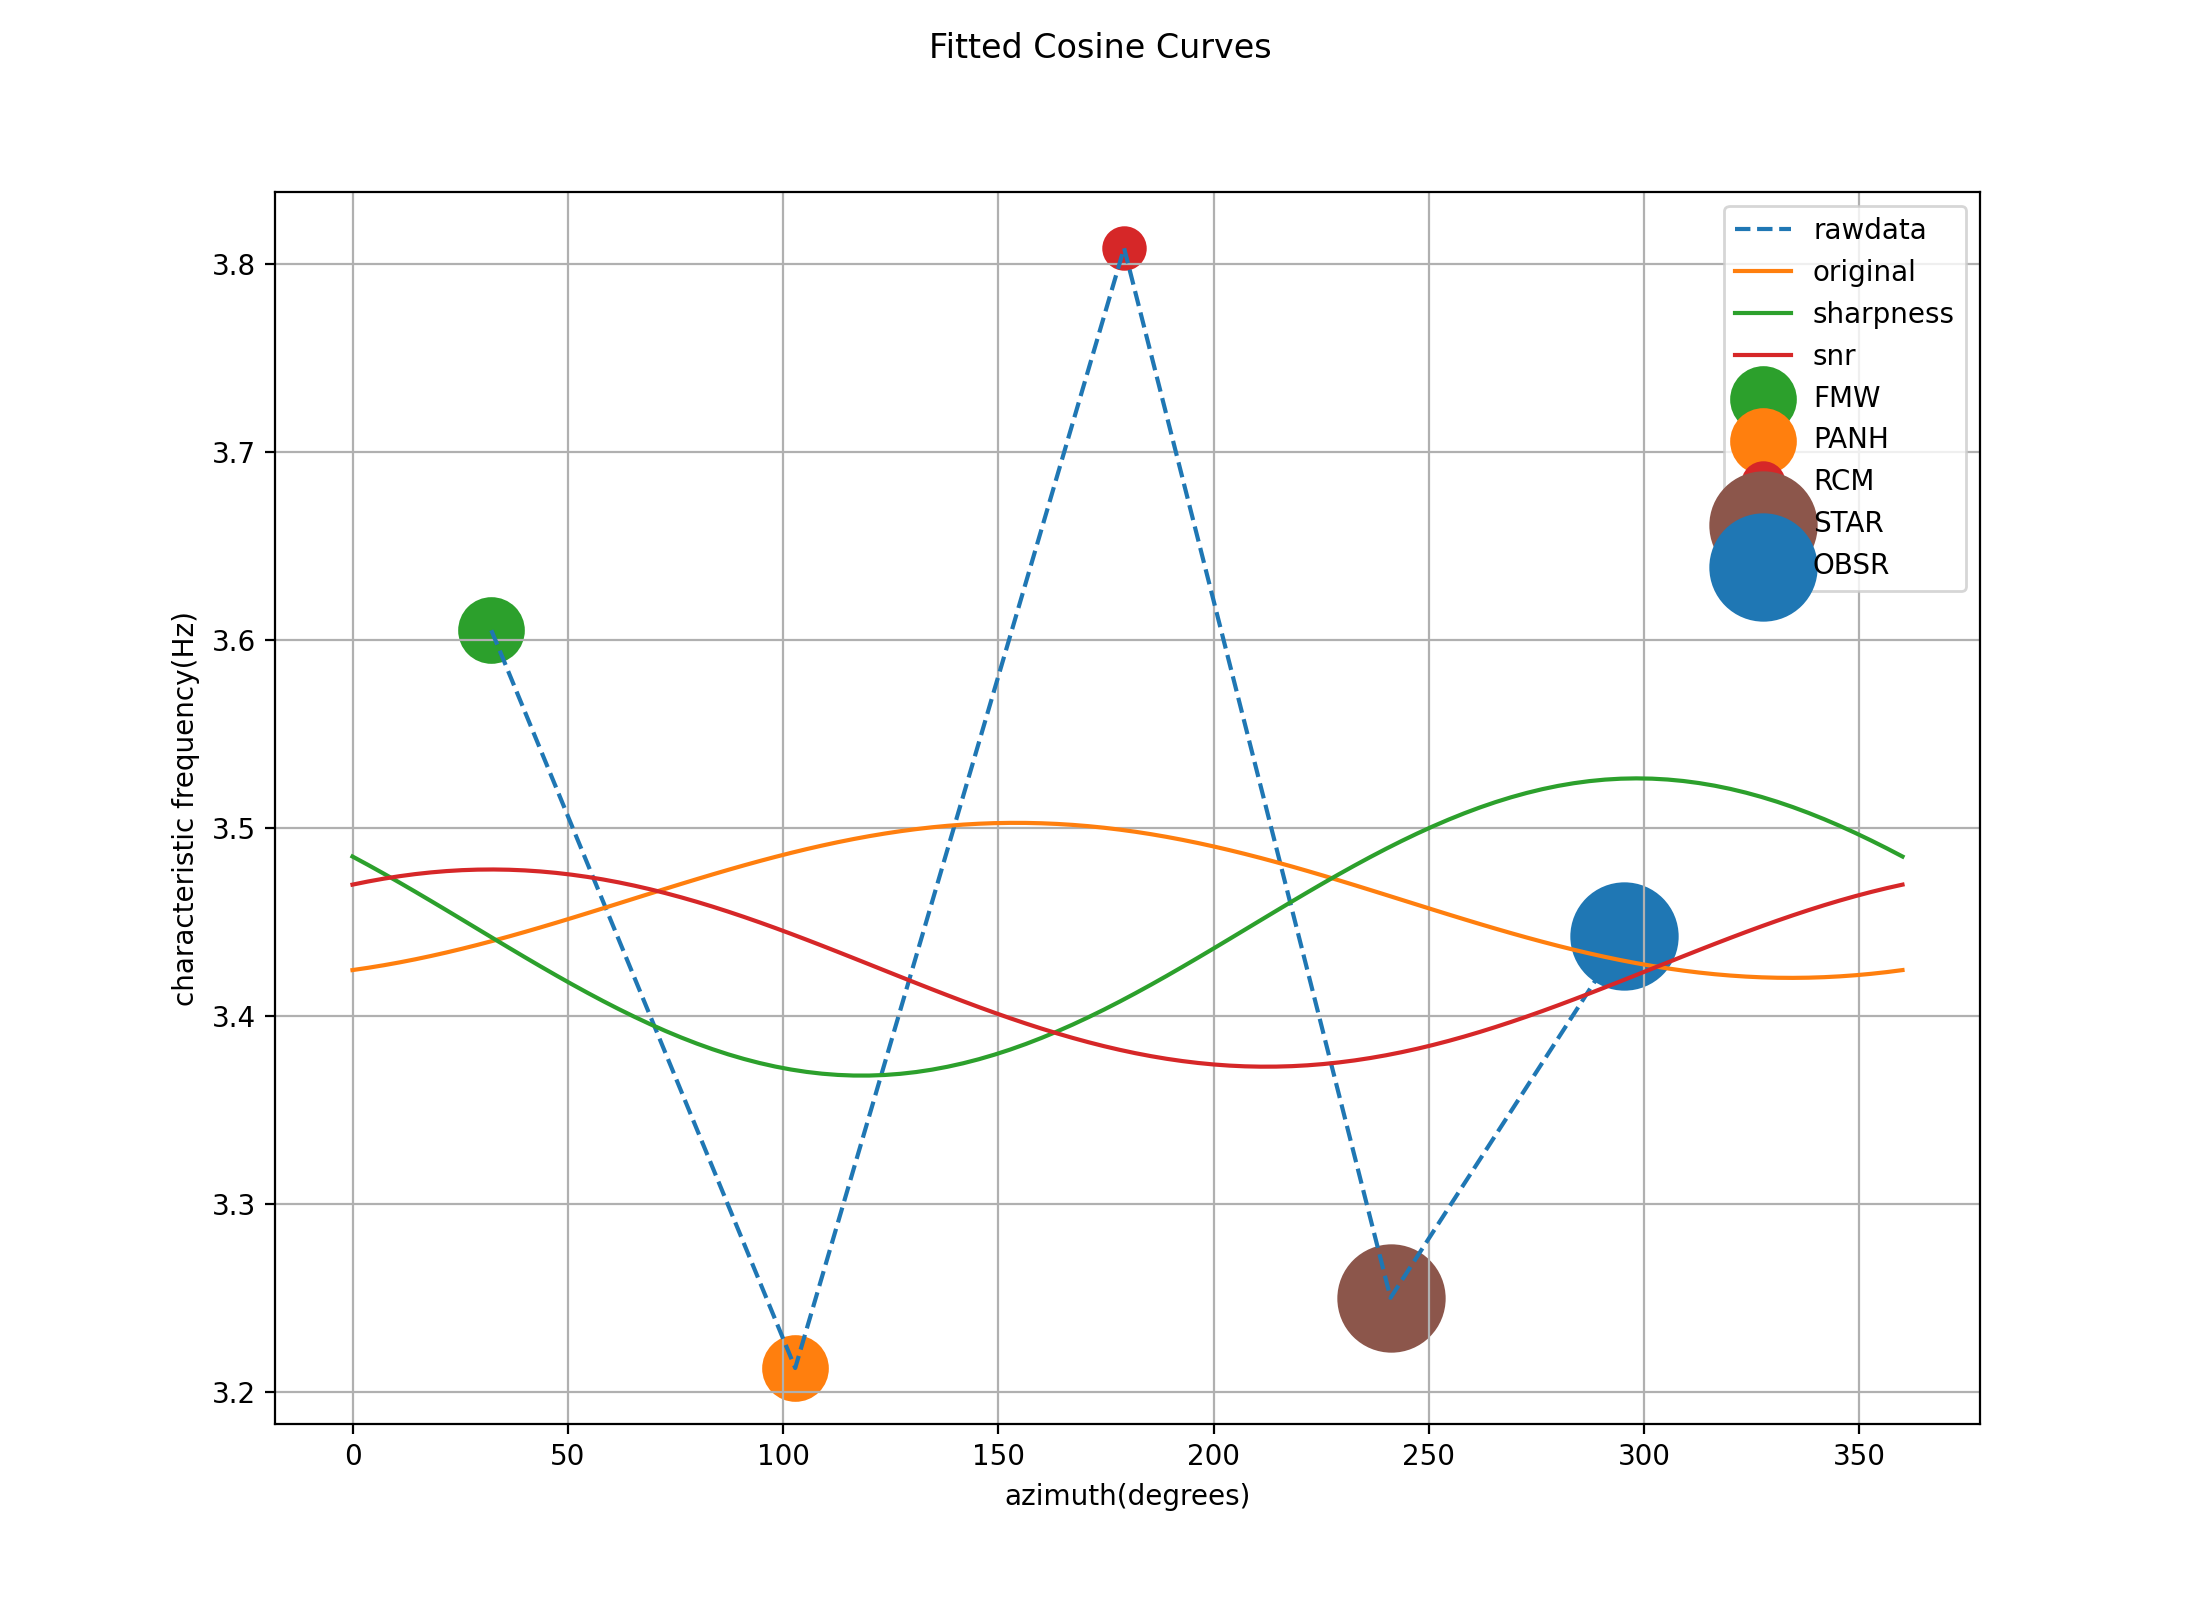 Fitted Cosine Curves
rawdata
original
sharpness
snr
FMW
PANH
RCM
STAR
OBSR
characteristic frequency(Hz)
3.8
3.7
3.6
3.5
3.4
3.3
3.2
0 50 100 150 200 250 300 350
azimuth(degrees)